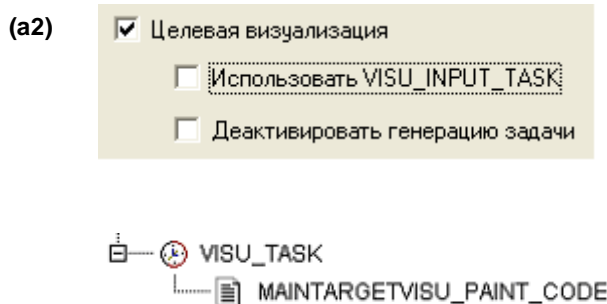 (a2)
Целевая визуализация
Использовать VISU_INPUT_TASK
Деактивировать генерацию задачи
VISU_TASK
MAINTARGETVISU_PAINT_CODE